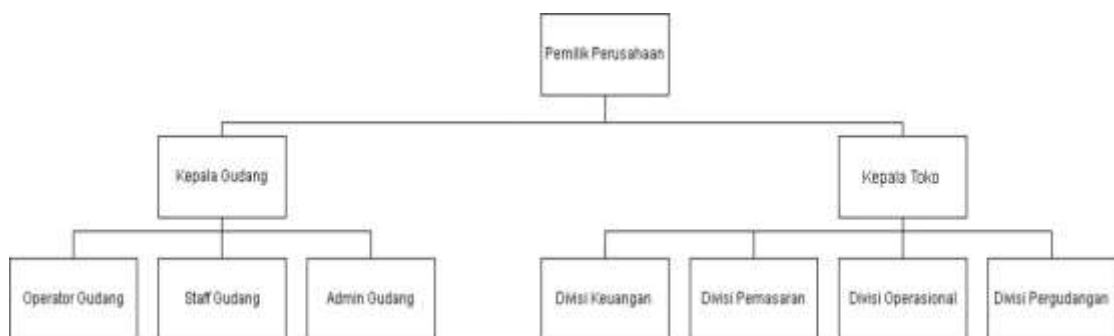 Pemilik Perusahaan
Kepala Gudang
Kepala Toko
Operator Gudang
Staff Gudang
Admin Gudang
Divisi Keuangan
Divisi Pemasaran
Divisi Operasional
Divisi Pergudangan